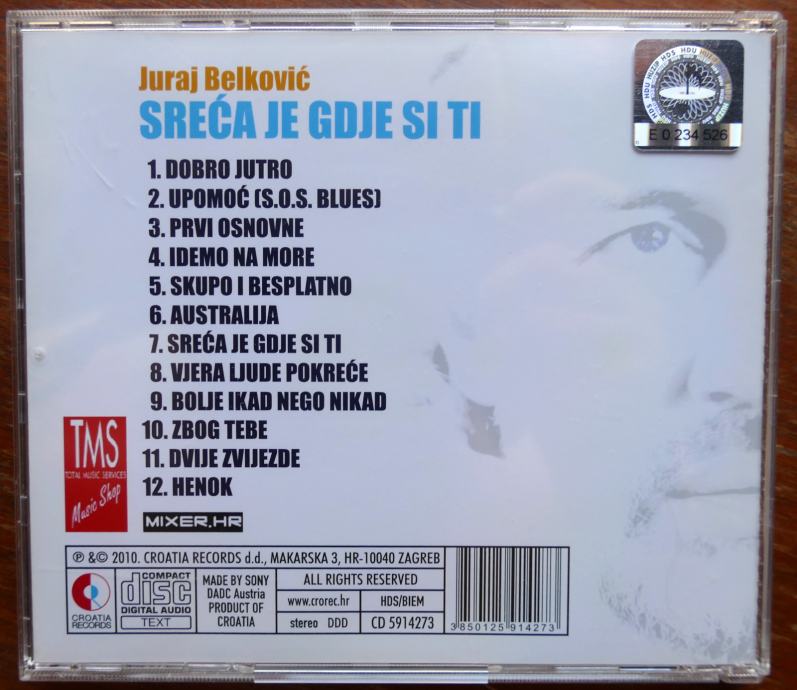 Juraj Belković
SREĆA JE GDJE SI TI
1. DOBRO JUTRO
2. UPOMOĆ (S.O.S. BLUES)
3. PRVI OSNOVNE
4. IDEMO NA MORE
5. SKUPO I BESPLATNO
6. AUSTRALIJA
7. SREĆA JE GDJE SI TI
8. VJERA LJUDE POKREĆE
9. BOLJE IKAD NEGO NIKAD
10. ZBOG TEBE
11. DVIJE ZVIJEZDE
12. HENOK
HDS HDU HUZIP HDS HDU
E 0 234 526
TMS
TOTAL MUSIC SERVICES
Music Shop
MIXER.HR
℗ &© 2010. CROATIA RECORDS d.d., MAKARSKA 3, HR-10040 ZAGREB
CROATIA
RECORDS
COMPACT
disc
DIGITAL AUDIO
TEXT
MADE BY SONY
DADC Austria
PRODUCT OF
CROATIA
ALL RIGHTS RESERVED
www.crorec.hr HDS/BIEM
stereo DDD CD 5914273
3 850125 914273